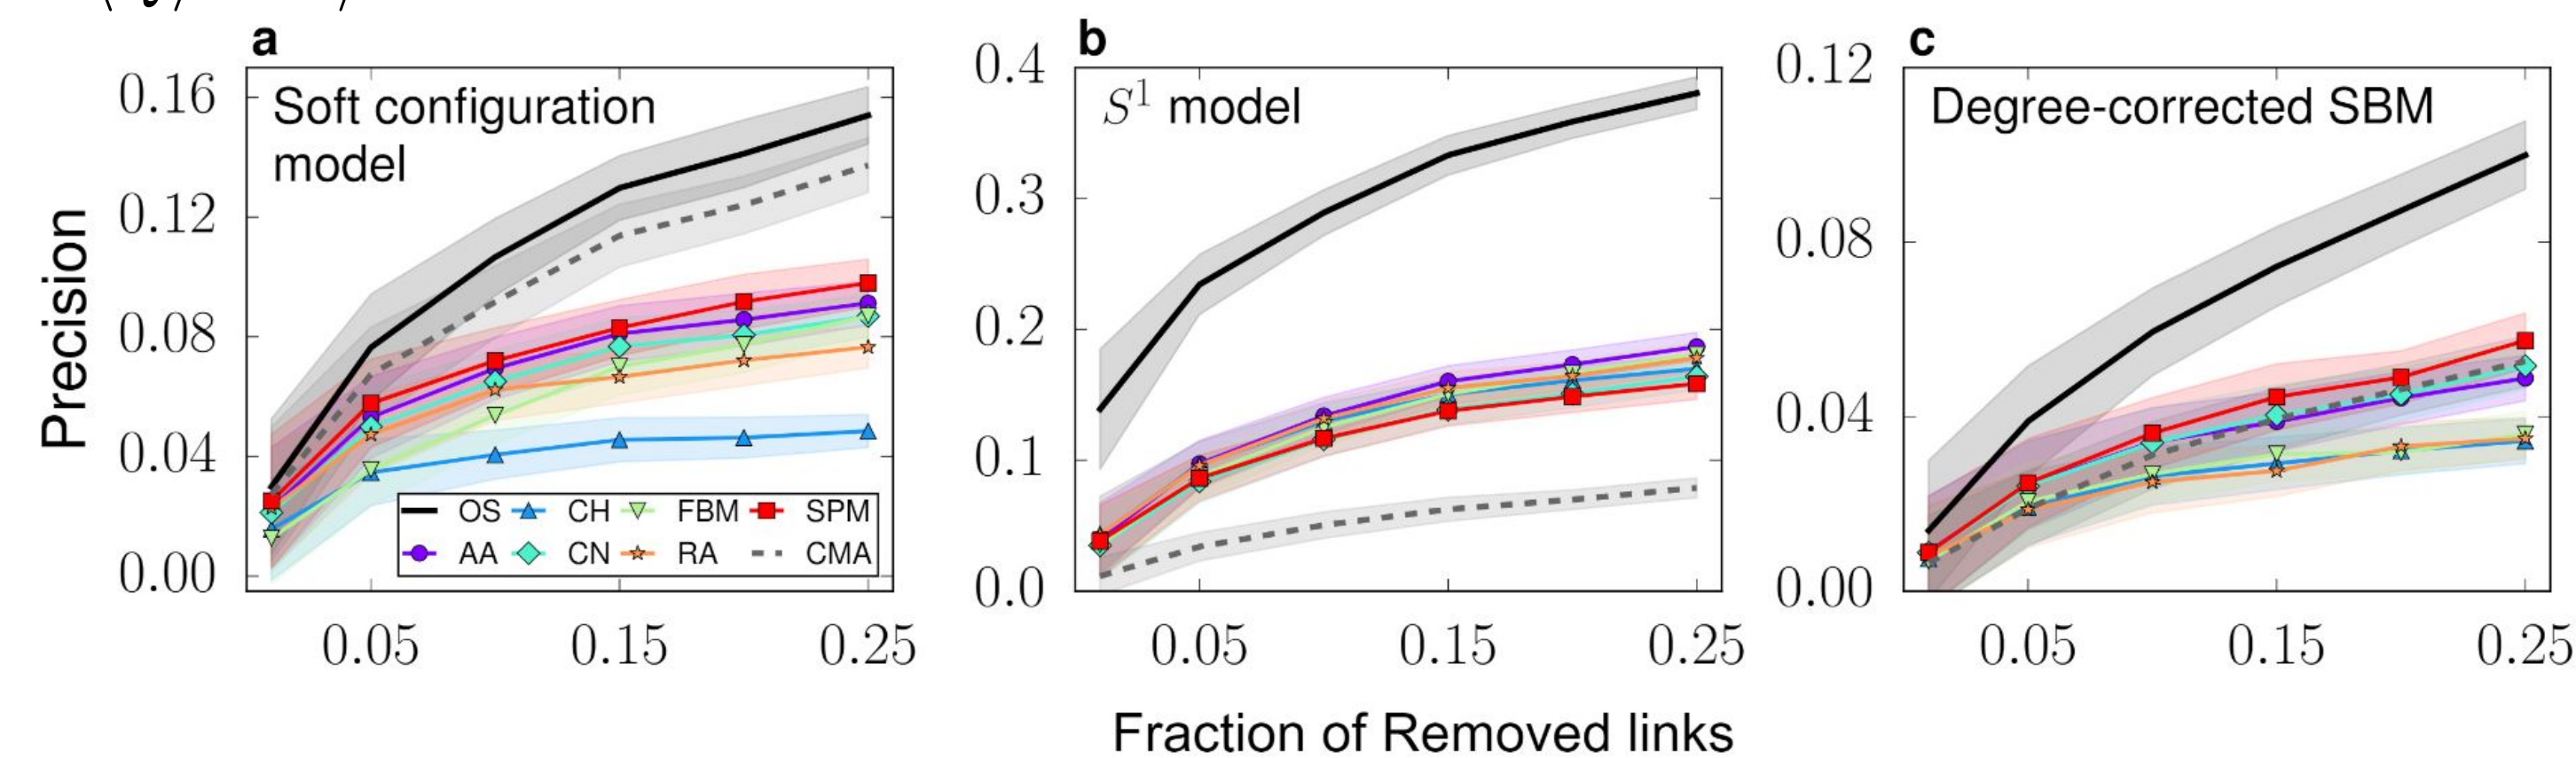 a
b
c
Soft configuration
model
S¹ model
Degree-corrected SBM
Precision
0.16
0.12
0.08
0.04
0.00
0.4
0.3
0.2
0.1
0.0
0.12
0.08
0.04
0.00
OS CH FBM SPM
AA CN RA CMA
0.05 0.15 0.25
0.05 0.15 0.25
0.05 0.15 0.25
Fraction of Removed links